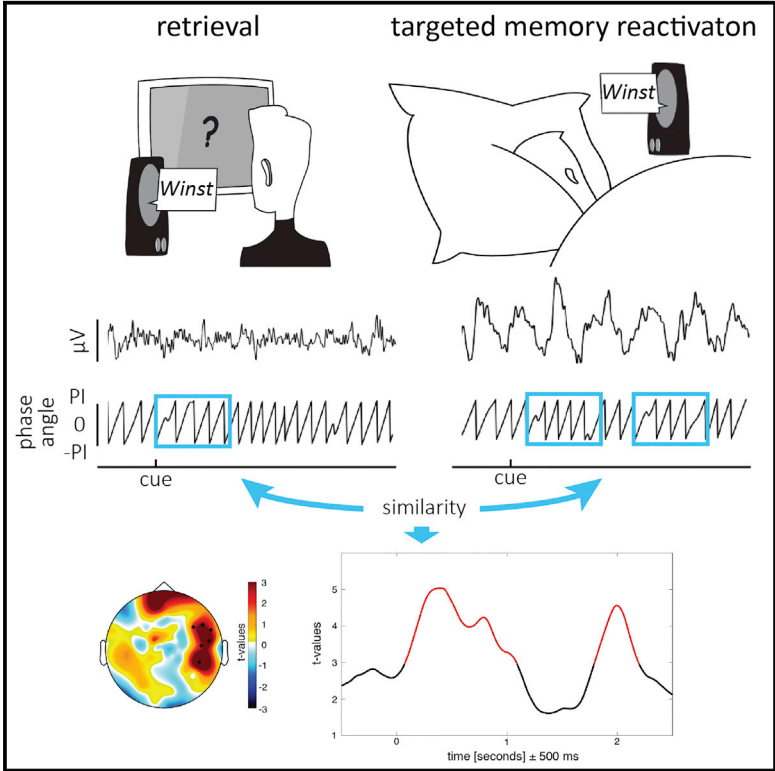 retrieval
targeted memory reactivaton
?
Winst
Winst
μV
phase
angle
PI
0
-PI
cue
cue
similarity
3
2
1
0
-1
-2
-3
t-values
5
4
3
2
1
t-values
0
1
2
time [seconds] ± 500 ms